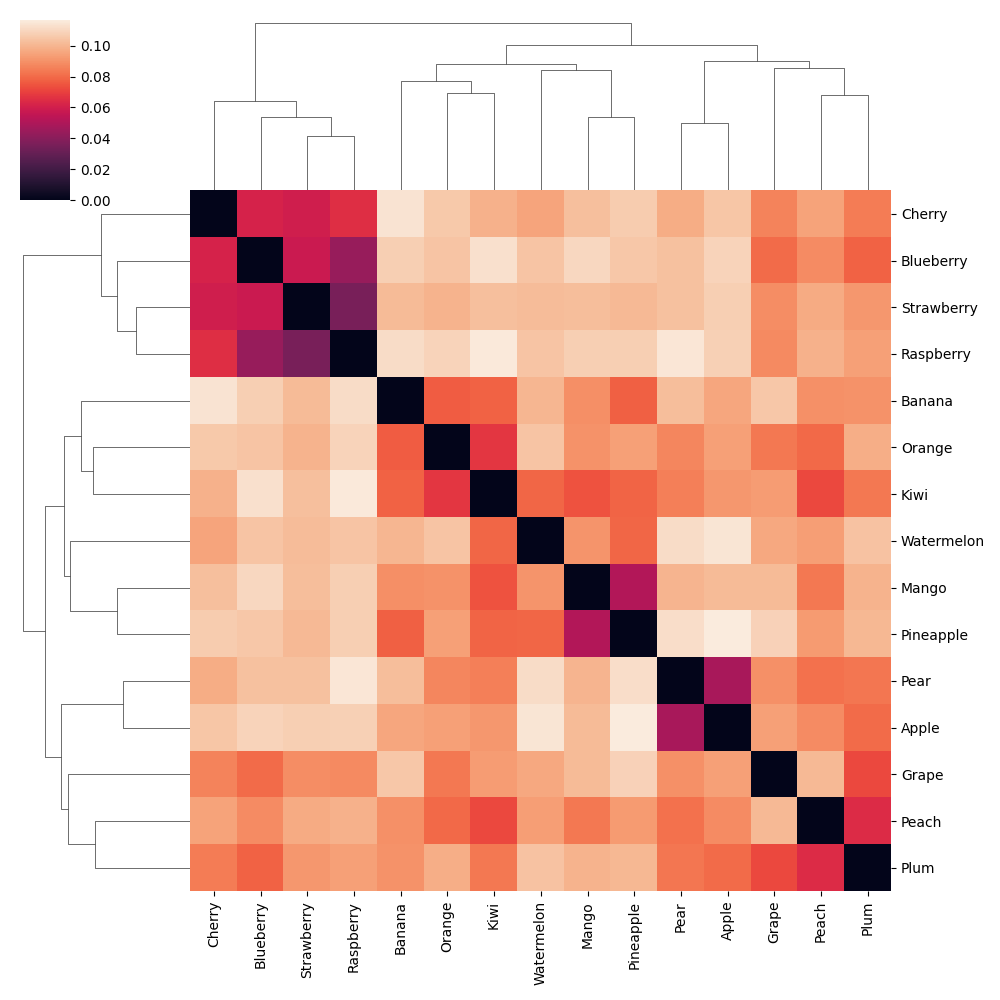 0.10
0.08
0.06
0.04
0.02
0.00
Cherry
Blueberry
Strawberry
Raspberry
Banana
Orange
Kiwi
Watermelon
Mango
Pineapple
Pear
Apple
Grape
Peach
Plum
Cherry
Blueberry
Strawberry
Raspberry
Banana
Orange
Kiwi
Watermelon
Mango
Pineapple
Pear
Apple
Grape
Peach
Plum